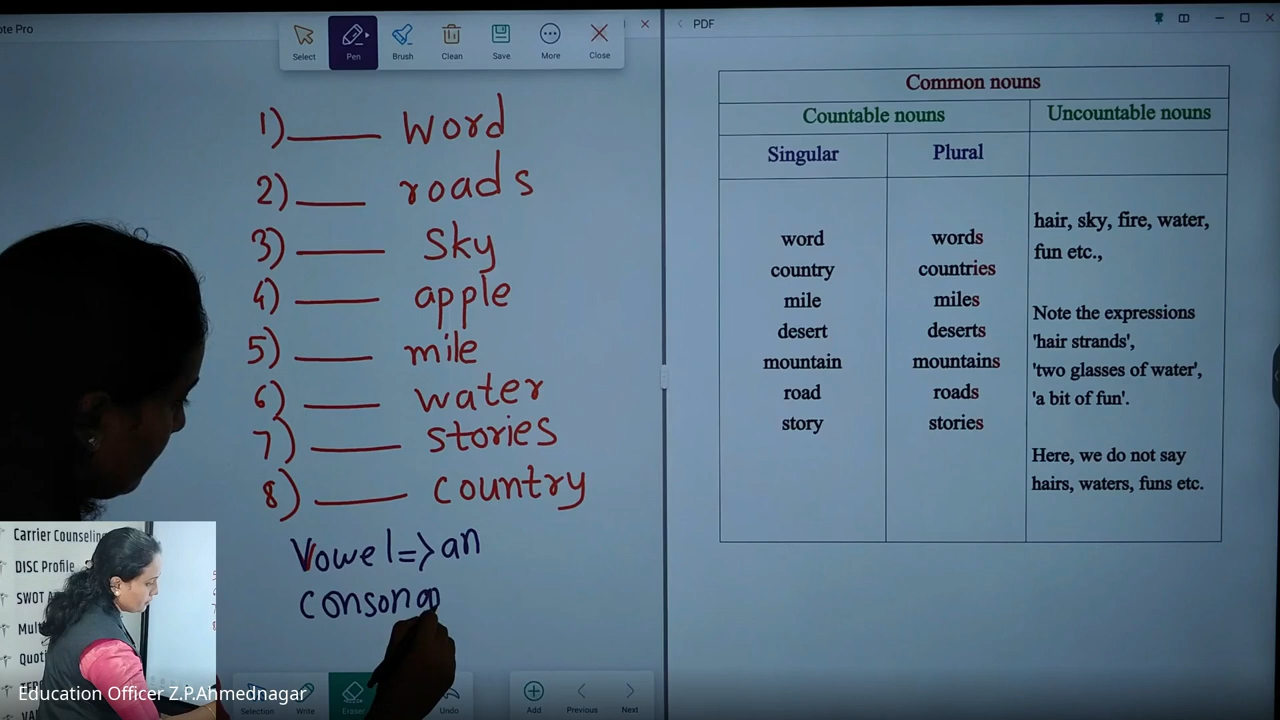 ote Pro
Select
Pen
Brush
Clean
Save
More
Close
1) ____ word
2) ____ roads
3) ____ Sky
4) ____ apple
5) ____ mile
6) ____ water
7) ____ stories
8) ____ country
Vowel=>an
consona
Write
Eraser
Undo
Add
Previous
Next
PDF
Common nouns
Countable nouns
Uncountable nouns
Singular
Plural
word
country
mile
desert
mountain
road
story
words
countries
miles
deserts
mountains
roads
stories
hair, sky, fire, water,
fun etc.,
Note the expressions
'hair strands',
'two glasses of water',
'a bit of fun'.
Here, we do not say
hairs, waters, funs etc.
Carrier Counseling
DISC Profile
SWOT A
Mul
Quoti
Education Officer Z.P.Ahmednagar